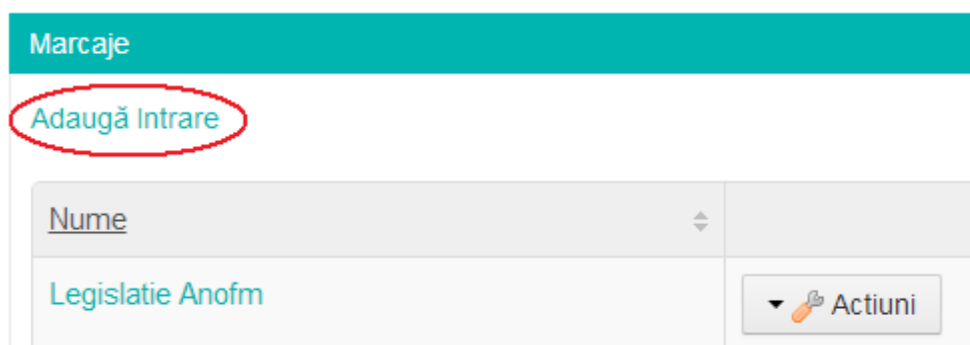 Marcaje
Adaugă Intrare
Nume
Legislatie Anofm
Actiuni